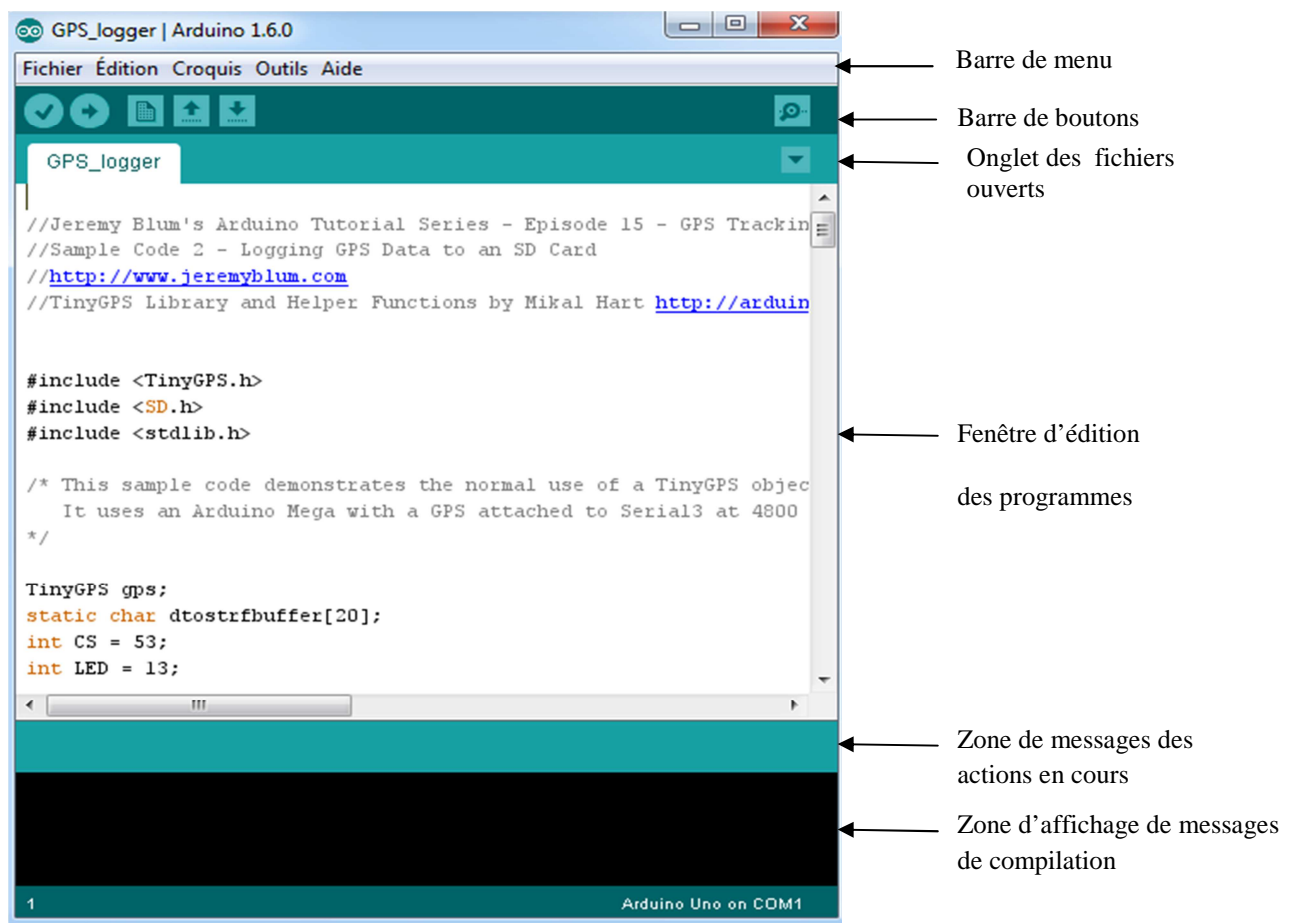 GPS_logger | Arduino 1.6.0
Fichier Édition Croquis Outils Aide
Barre de menu
Barre de boutons
GPS_logger
Onglet des fichiers
ouverts
//Jeremy Blum's Arduino Tutorial Series - Episode 15 - GPS Trackin
//Sample Code 2 - Logging GPS Data to an SD Card
//http://www.jeremyblum.com
//TinyGPS Library and Helper Functions by Mikal Hart http://arduin
#include <TinyGPS.h>
#include <SD.h>
#include <stdlib.h>
Fenêtre d'édition
des programmes
/* This sample code demonstrates the normal use of a TinyGPS objec
It uses an Arduino Mega with a GPS attached to Serial3 at 4800
*/
TinyGPS gps;
static char dtostrfbuffer[20];
int CS = 53;
int LED = 13;
Zone de messages des
actions en cours
Zone d'affichage de messages
de compilation
1 Arduino Uno on COM1